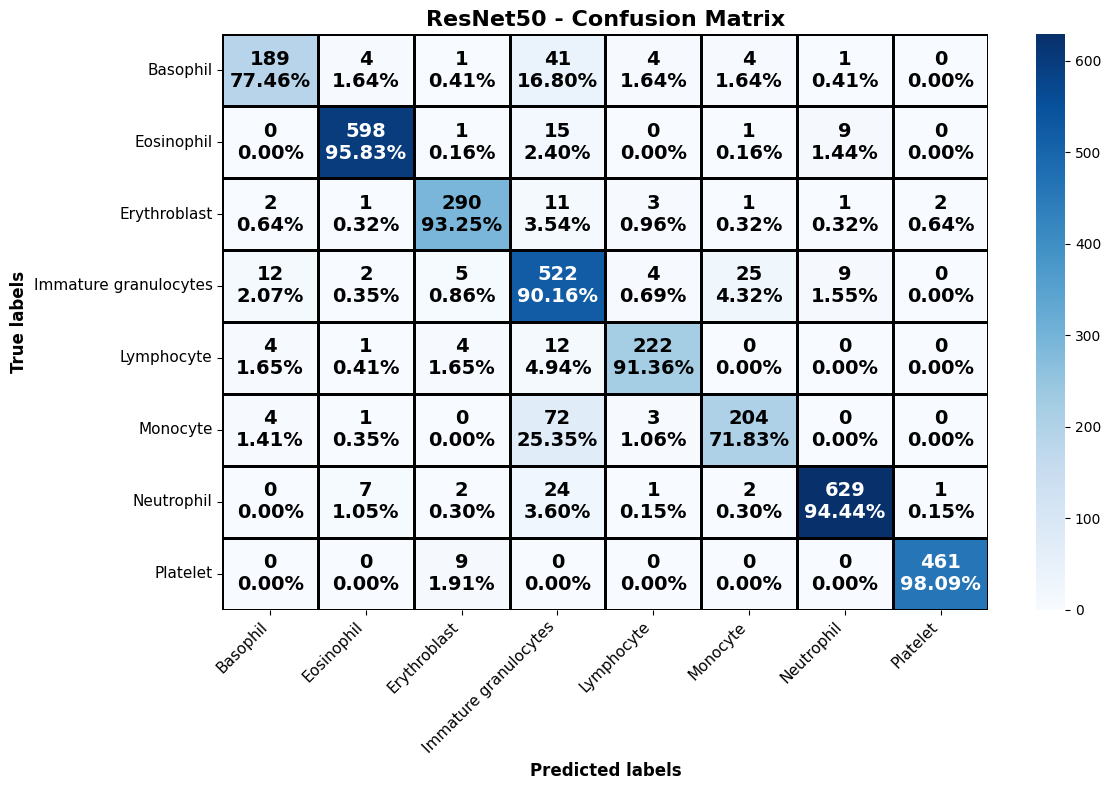 ResNet50 - Confusion Matrix
Basophil 189 4 1 41 4 4 1 0
77.46% 1.64% 0.41% 16.80% 1.64% 1.64% 0.41% 0.00%
Eosinophil 0 598 1 15 0 1 9 0
0.00% 95.83% 0.16% 2.40% 0.00% 0.16% 1.44% 0.00%
Erythroblast 2 1 290 11 3 1 1 2
0.64% 0.32% 93.25% 3.54% 0.96% 0.32% 0.32% 0.64%
Immature granulocytes 12 2 5 522 4 25 9 0
2.07% 0.35% 0.86% 90.16% 0.69% 4.32% 1.55% 0.00%
Lymphocyte 4 1 4 12 222 0 0 0
1.65% 0.41% 1.65% 4.94% 91.36% 0.00% 0.00% 0.00%
Monocyte 4 1 0 72 3 204 0 0
1.41% 0.35% 0.00% 25.35% 1.06% 71.83% 0.00% 0.00%
Neutrophil 0 7 2 24 1 2 629 1
0.00% 1.05% 0.30% 3.60% 0.15% 0.30% 94.44% 0.15%
Platelet 0 0 9 0 0 0 0 461
0.00% 0.00% 1.91% 0.00% 0.00% 0.00% 0.00% 98.09%
True labels
Basophil
Eosinophil
Erythroblast
Immature granulocytes
Lymphocyte
Monocyte
Neutrophil
Platelet
Predicted labels
600
500
400
300
200
100
0